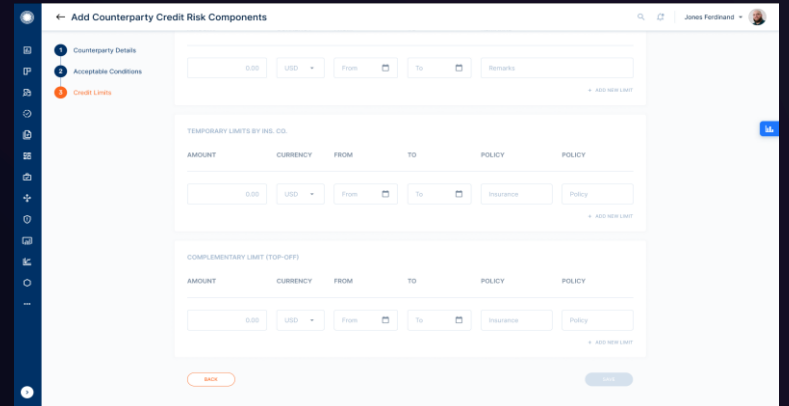 Add Counterparty Credit Risk Components
Jones Ferdinand
1 Counterparty Details
2 Acceptable Conditions
3 Credit Limits
0.00 USD From To Remarks
+ ADD NEW LIMIT
TEMPORARY LIMITS BY INS. CO.
AMOUNT CURRENCY FROM TO POLICY POLICY
0.00 USD From To Insurance Policy
+ ADD NEW LIMIT
COMPLEMENTARY LIMIT (TOP-OFF)
AMOUNT CURRENCY FROM TO POLICY POLICY
0.00 USD From To Insurance Policy
+ ADD NEW LIMIT
BACK SAVE